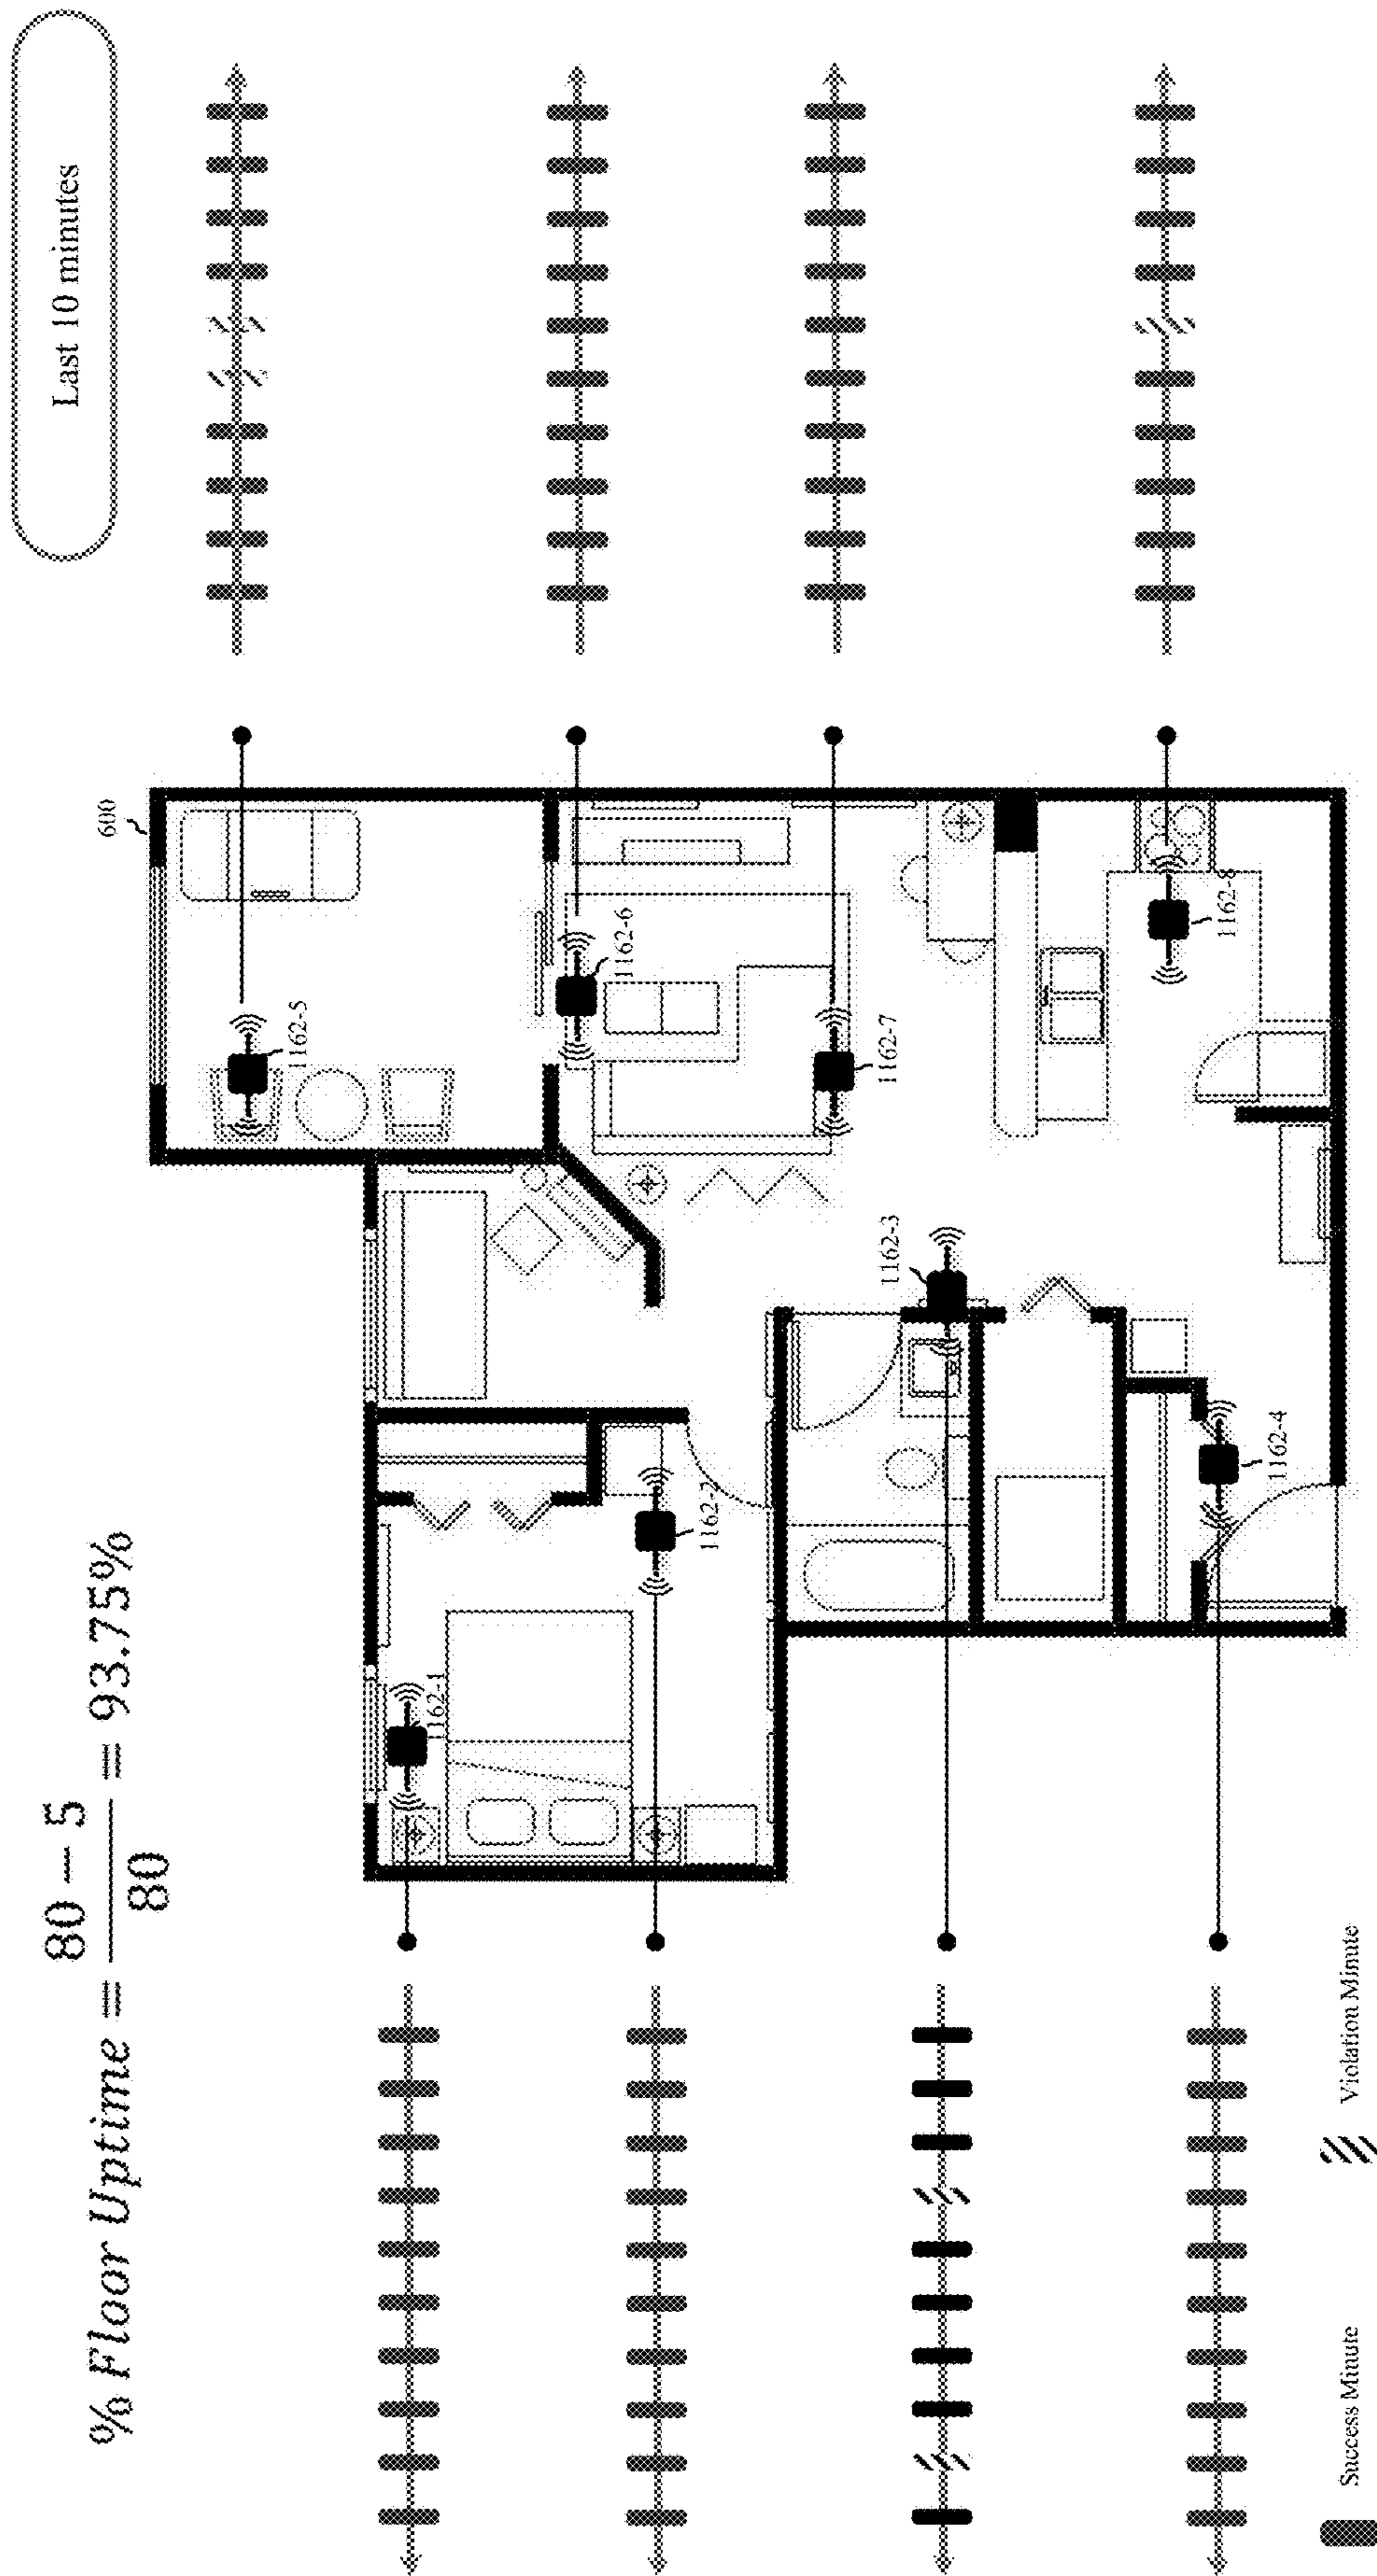 % Floor Uptime = 80 − 5 / 80 = 93.75%
Last 10 minutes
600
1162-1
1162-2
1162-3
1162-4
1162-5
1162-6
1162-7
1162-8
Success Minute
Violation Minute